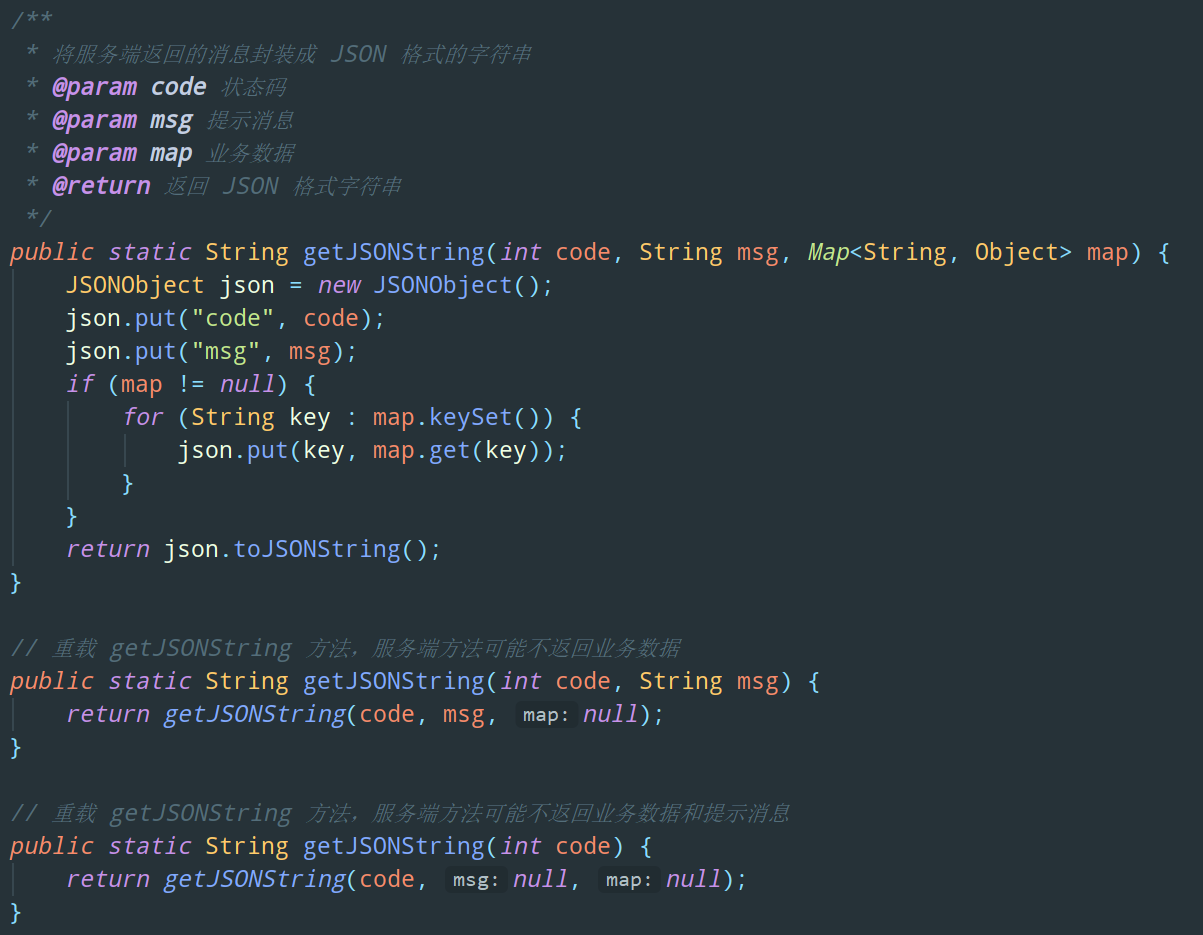 /**
 * 将服务端返回的消息封装成 JSON 格式的字符串
 * @param code 状态码
 * @param msg 提示消息
 * @param map 业务数据
 * @return 返回 JSON 格式字符串
 */
public static String getJSONString(int code, String msg, Map<String, Object> map) {
    JSONObject json = new JSONObject();
    json.put("code", code);
    json.put("msg", msg);
    if (map != null) {
        for (String key : map.keySet()) {
            json.put(key, map.get(key));
        }
    }
    return json.toJSONString();
}

// 重载 getJSONString 方法，服务端方法可能不返回业务数据
public static String getJSONString(int code, String msg) {
    return getJSONString(code, msg, map: null);
}

// 重载 getJSONString 方法，服务端方法可能不返回业务数据和提示消息
public static String getJSONString(int code) {
    return getJSONString(code, msg: null, map: null);
}